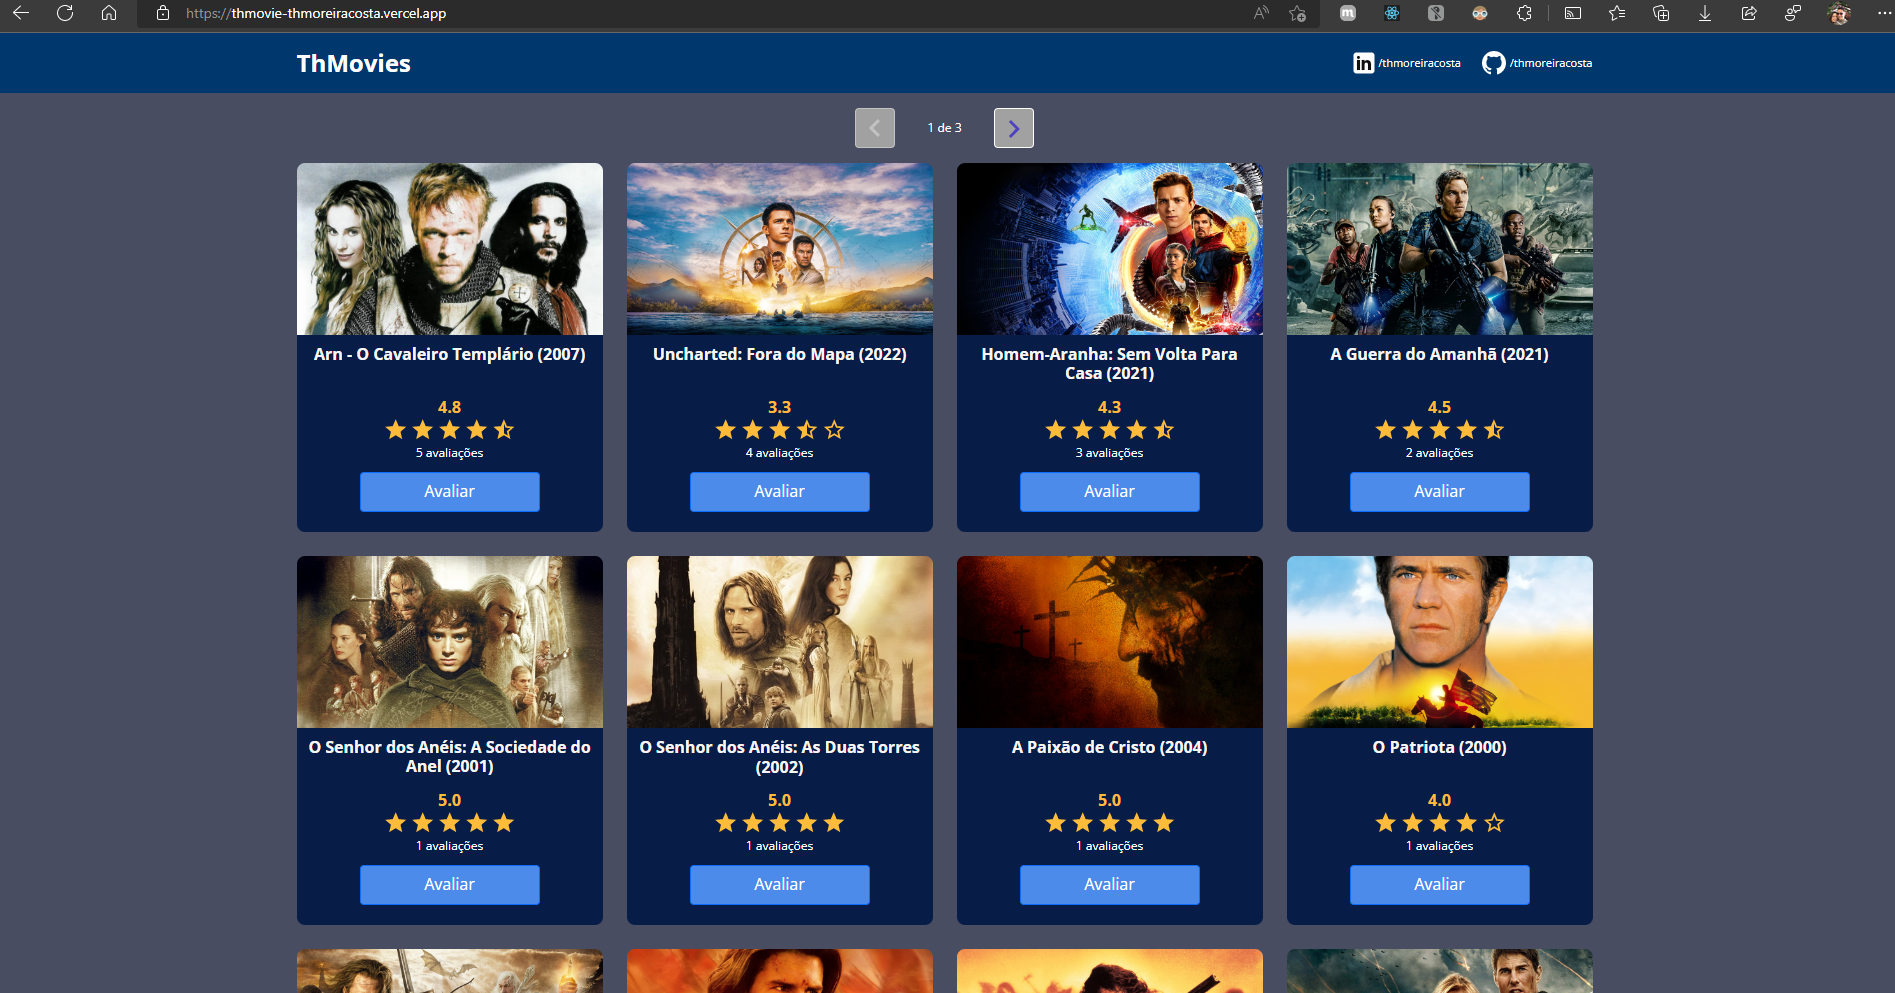 https://thmovie-thmoreiracosta.vercel.app
ThMovies
/thmoreiracosta
/thmoreiracosta
1 de 3
Arn - O Cavaleiro Templário (2007)
4.8
5 avaliações
Avaliar
Uncharted: Fora do Mapa (2022)
3.3
4 avaliações
Avaliar
Homem-Aranha: Sem Volta Para
Casa (2021)
4.3
3 avaliações
Avaliar
A Guerra do Amanhã (2021)
4.5
2 avaliações
Avaliar
O Senhor dos Anéis: A Sociedade do
Anel (2001)
5.0
1 avaliações
Avaliar
O Senhor dos Anéis: As Duas Torres
(2002)
5.0
1 avaliações
Avaliar
A Paixão de Cristo (2004)
5.0
1 avaliações
Avaliar
O Patriota (2000)
4.0
1 avaliações
Avaliar